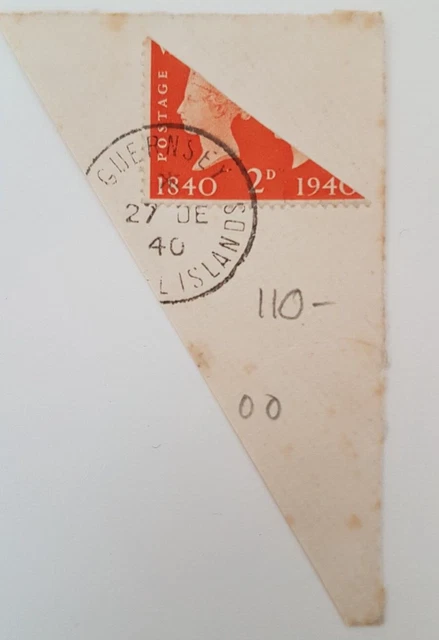 POSTAGE
1840 2D 1940
GUERNSEY
27 DE
40
L ISLANDS
110-
00